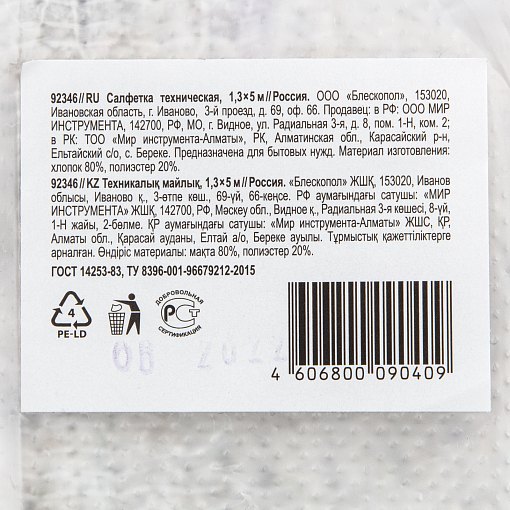 92346//RU Салфетка техническая, 1,3×5 м//Россия. ООО «Блескопол», 153020,
Ивановская область, г. Иваново, 3-й проезд, д. 69, оф. 66. Продавец: в РФ: ООО МИР
ИНСТРУМЕНТА, 142700, РФ, МО, г. Видное, ул. Радиальная 3-я, д. 8, пом. 1-Н, ком. 2;
в РК: ТОО «Мир инструмента-Алматы», РК, Алматинская обл., Карасайский р-н,
Ельтайский с/о, с. Береке. Предназначена для бытовых нужд. Материал изготовления:
хлопок 80%, полиэстер 20%.
92346//KZ Техникалық майлық, 1,3×5 м//Россия. «Блескопол» ЖШҚ, 153020, Иванов
облысы, Иваново қ., 3-өтпе көш., 69-үй, 66-кеңсе. РФ аумағындағы сатушы: «МИР
ИНСТРУМЕНТА» ЖШҚ, 142700, РФ, Мәскеу обл., Видное қ., Радиальная 3-я көшесі, 8-үй,
1-Н жайы, 2-бөлме. ҚР аумағындағы сатушы: «Мир инструмента-Алматы» ЖШС, ҚР,
Алматы обл., Қарасай ауданы, Елтай а/о, Береке ауылы. Тұрмыстық қажеттіліктерге
арналған. Өндіріс материалы: мақта 80%, полиэстер 20%.
ГОСТ 14253-83, ТУ 8396-001-96679212-2015
4
PE-LD
ДОБРОВОЛЬНАЯ
РСТ
СЕРТИФИКАЦИЯ
06
4 606800 090409